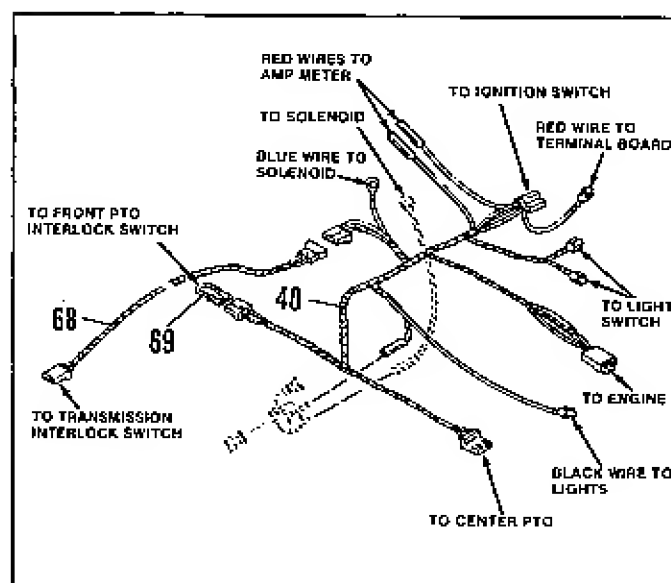 RED WIRES TO
AMP METER
TO IGNITION SWITCH
TO SOLENOID
RED WIRE TO
TERMINAL BOARD
BLUE WIRE TO
SOLENOID
TO FRONT PTO
INTERLOCK SWITCH
68
69
40
TO LIGHT
SWITCH
TO TRANSMISSION
INTERLOCK SWITCH
TO ENGINE
BLACK WIRE TO
LIGHTS
TO CENTER PTO